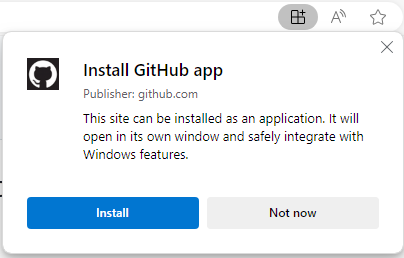 Install GitHub app
Publisher: github.com
This site can be installed as an application. It will
open in its own window and safely integrate with
Windows features.
Install
Not now